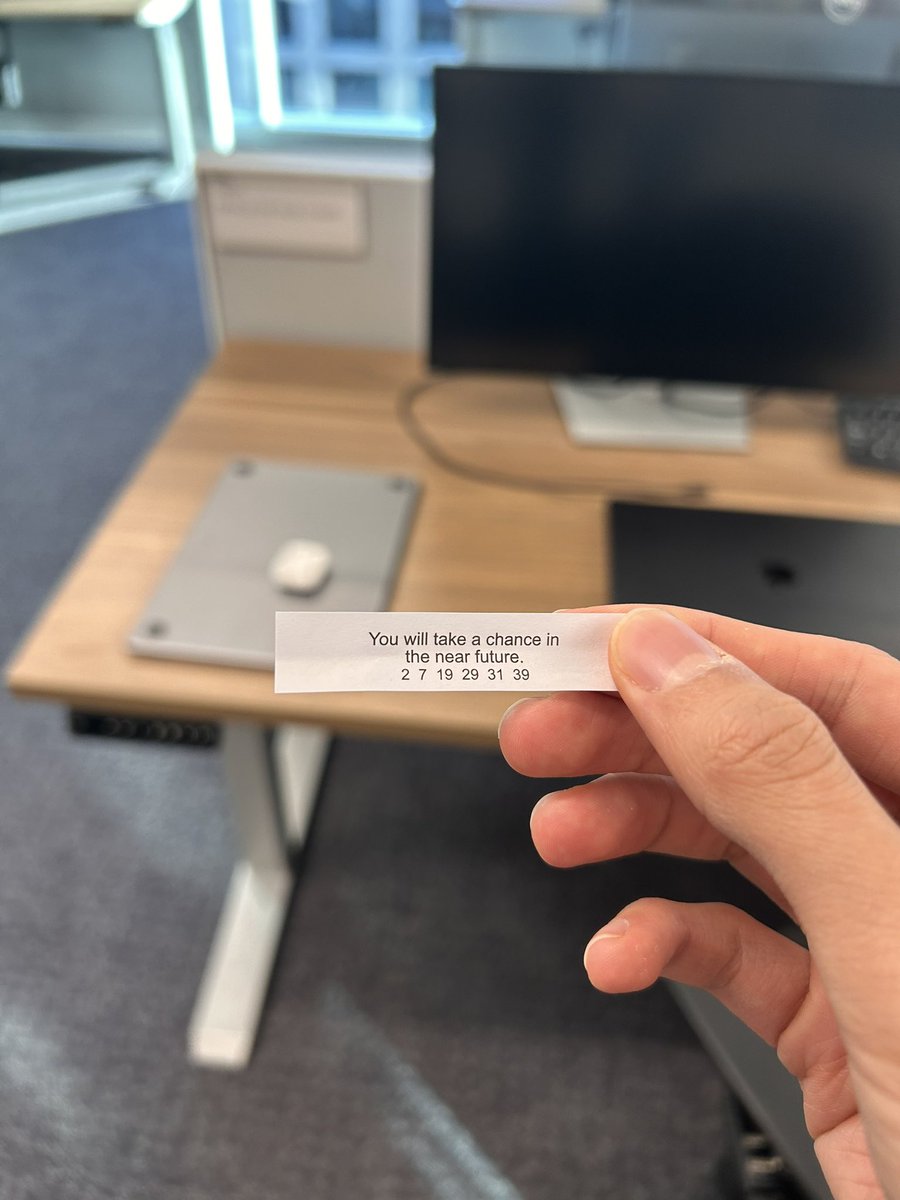 You will take a chance in
the near future.
2 7 19 29 31 39